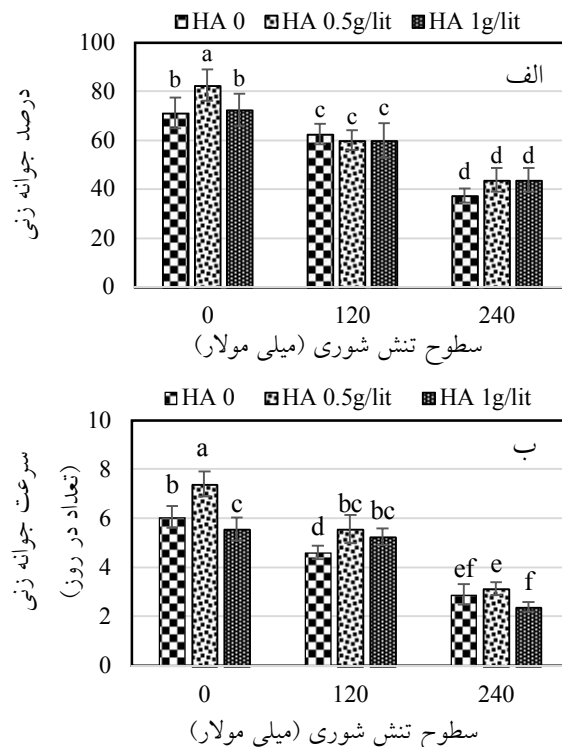 HA 0 HA 0.5g/lit HA 1g/lit
الف
درصد جوانه زنی
100
80
60
40
20
0
b a b
c c c
d d d
0 120 240
سطوح تنش شوری (میلی مولار)
HA 0 HA 0.5g/lit HA 1g/lit
ب
سرعت جوانه زنی
(تعداد در روز)
10
8
6
4
2
0
b a c
d bc bc
ef e f
0 120 240
سطوح تنش شوری (میلی مولار)